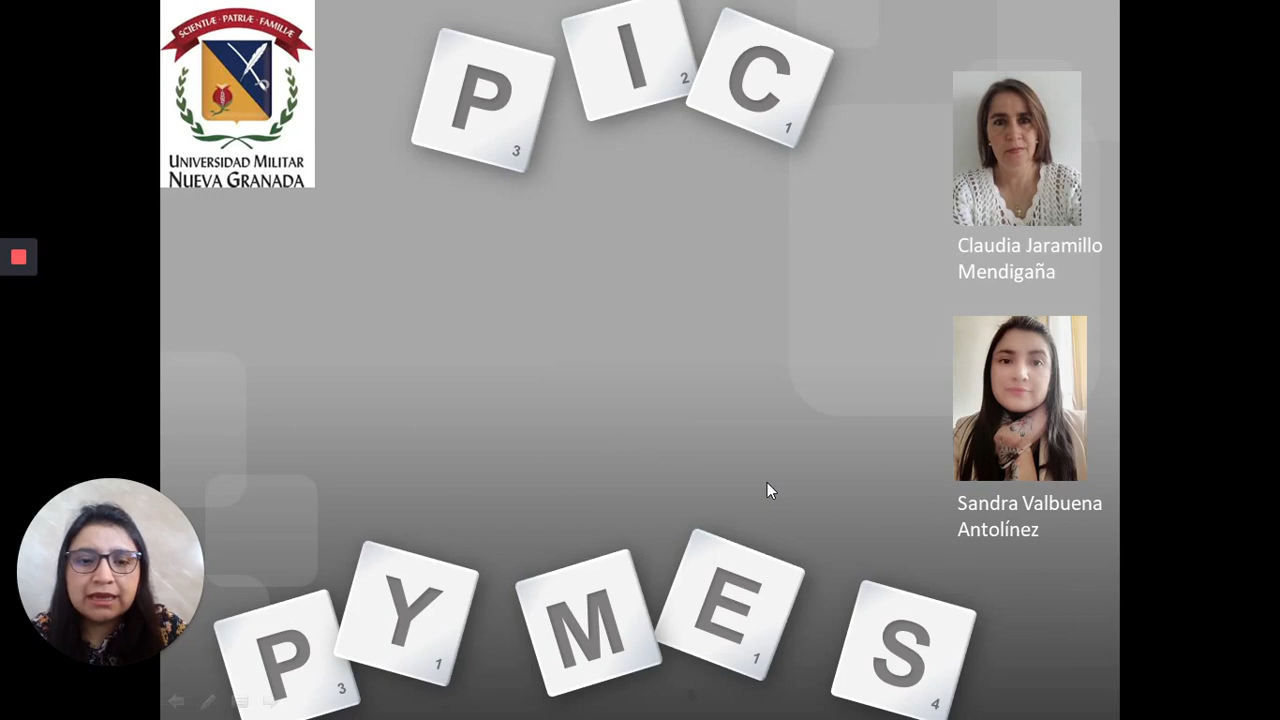 SCIENTIÆ · PATRIÆ · FAMILIÆ
UNIVERSIDAD MILITAR
NUEVA GRANADA
P I C
3 2 1
Claudia Jaramillo
Mendigaña
Sandra Valbuena
Antolínez
P Y M E S
3 1 1 4